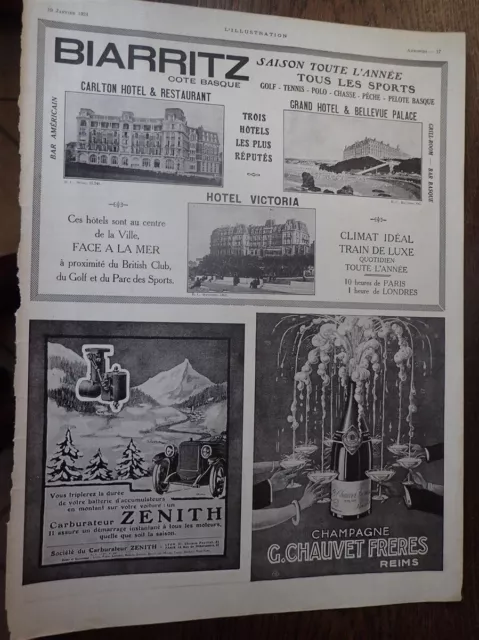 L'ILLUSTRATION
BIARRITZ
COTE BASQUE
SAISON TOUTE L'ANNÉE
TOUS LES SPORTS
GOLF - TENNIS - POLO - CHASSE - PÊCHE - PELOTE BASQUE
CARLTON HOTEL & RESTAURANT
GRAND HOTEL & BELLEVUE PALACE
BAR AMÉRICAIN
TROIS
HÔTELS
LES PLUS
RÉPUTÉS
GRILL-ROOM - BAR BASQUE
HOTEL VICTORIA
Ces hôtels sont au centre
de la Ville,
FACE A LA MER
à proximité du British Club,
du Golf et du Parc des Sports.
CLIMAT IDÉAL
TRAIN DE LUXE
QUOTIDIEN
TOUTE L'ANNÉE
10 heures de PARIS
1 heure de LONDRES
Vous triplerez la durée
de votre batterie d'accumulateurs
en montant sur votre voiture un
Carburateur ZENITH
Il assure un démarrage instantané à tous les moteurs,
quelle que soit la saison.
Société du Carburateur ZENITH
CHAMPAGNE
G. CHAUVET FRERES
REIMS